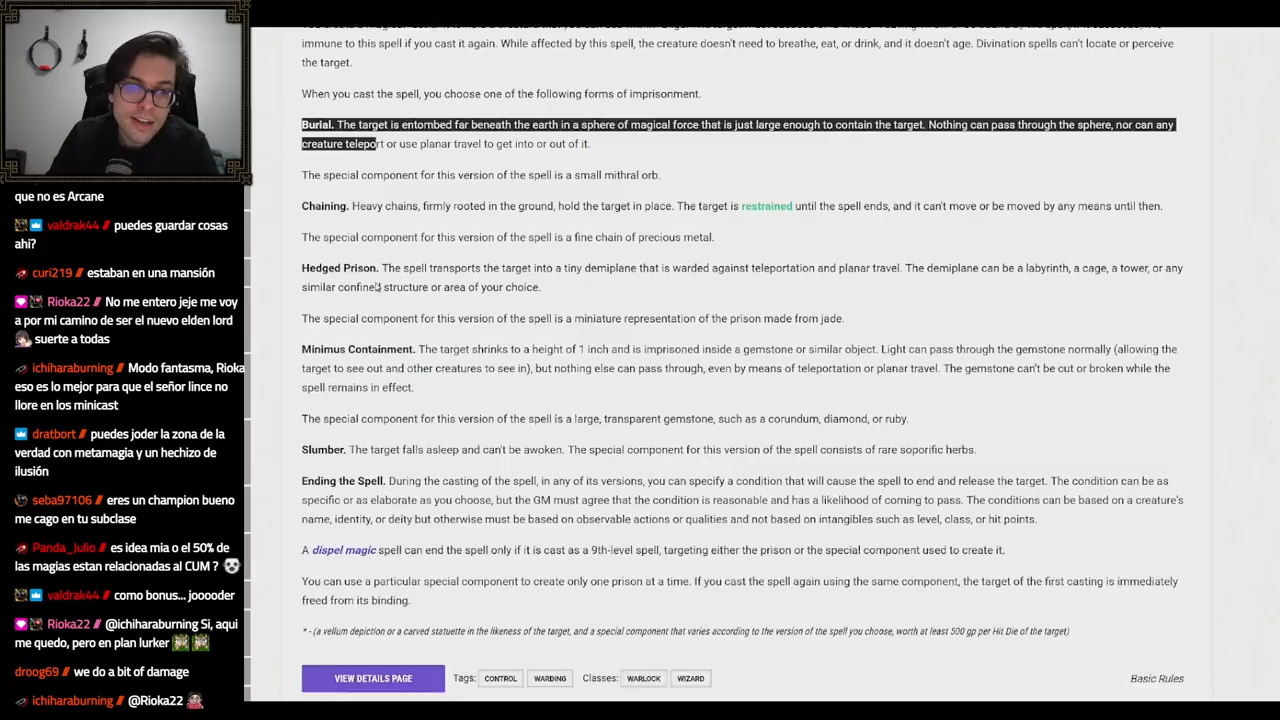 immune to this spell if you cast it again. While affected by this spell, the creature doesn't need to breathe, eat, or drink, and it doesn't age. Divination spells can't locate or perceive
the target.
When you cast the spell, you choose one of the following forms of imprisonment.
Burial. The target is entombed far beneath the earth in a sphere of magical force that is just large enough to contain the target. Nothing can pass through the sphere, nor can any
creature teleport or use planar travel to get into or out of it.
The special component for this version of the spell is a small mithral orb.
Chaining. Heavy chains, firmly rooted in the ground, hold the target in place. The target is restrained until the spell ends, and it can't move or be moved by any means until then.
The special component for this version of the spell is a fine chain of precious metal.
Hedged Prison. The spell transports the target into a tiny demiplane that is warded against teleportation and planar travel. The demiplane can be a labyrinth, a cage, a tower, or any
similar confined structure or area of your choice.
The special component for this version of the spell is a miniature representation of the prison made from jade.
Minimus Containment. The target shrinks to a height of 1 inch and is imprisoned inside a gemstone or similar object. Light can pass through the gemstone normally (allowing the
target to see out and other creatures to see in), but nothing else can pass through, even by means of teleportation or planar travel. The gemstone can't be cut or broken while the
spell remains in effect.
The special component for this version of the spell is a large, transparent gemstone, such as a corundum, diamond, or ruby.
Slumber. The target falls asleep and can't be awoken. The special component for this version of the spell consists of rare soporific herbs.
Ending the Spell. During the casting of the spell, in any of its versions, you can specify a condition that will cause the spell to end and release the target. The condition can be as
specific or as elaborate as you choose, but the GM must agree that the condition is reasonable and has a likelihood of coming to pass. The conditions can be based on a creature's
name, identity, or deity but otherwise must be based on observable actions or qualities and not based on intangibles such as level, class, or hit points.
A dispel magic spell can end the spell only if it is cast as a 9th-level spell, targeting either the prison or the special component used to create it.
You can use a particular special component to create only one prison at a time. If you cast the spell again using the same component, the target of the first casting is immediately
freed from its binding.
* - (a vellum depiction or a carved statuette in the likeness of the target, and a special component that varies according to the version of the spell you choose, worth at least 500 gp per Hit Die of the target)
VIEW DETAILS PAGE
Tags: CONTROL WARDING Classes: WARLOCK WIZARD
Basic Rules
que no es Arcane
valdrak44 // puedes guardar cosas
ahi?
curi219 // estaban en una mansión
Rioka22 // No me entero jeje me voy
a por mi camino de ser el nuevo elden lord
suerte a todas
ichiharaburning // Modo fantasma, Rioka
eso es lo mejor para que el señor lince no
llore en los minicast
dratbort // puedes joder la zona de la
verdad con metamagia y un hechizo de
ilusión
seba97106 // eres un champion bueno
me cago en tu subclase
Panda_Julio // es idea mia o el 50% de
las magias estan relacionadas al CUM ?
valdrak44 // como bonus... jooooder
Rioka22 // @ichiharaburning Si, aqui
me quedo, pero en plan lurker
droog69 // we do a bit of damage
ichiharaburning // @Rioka22